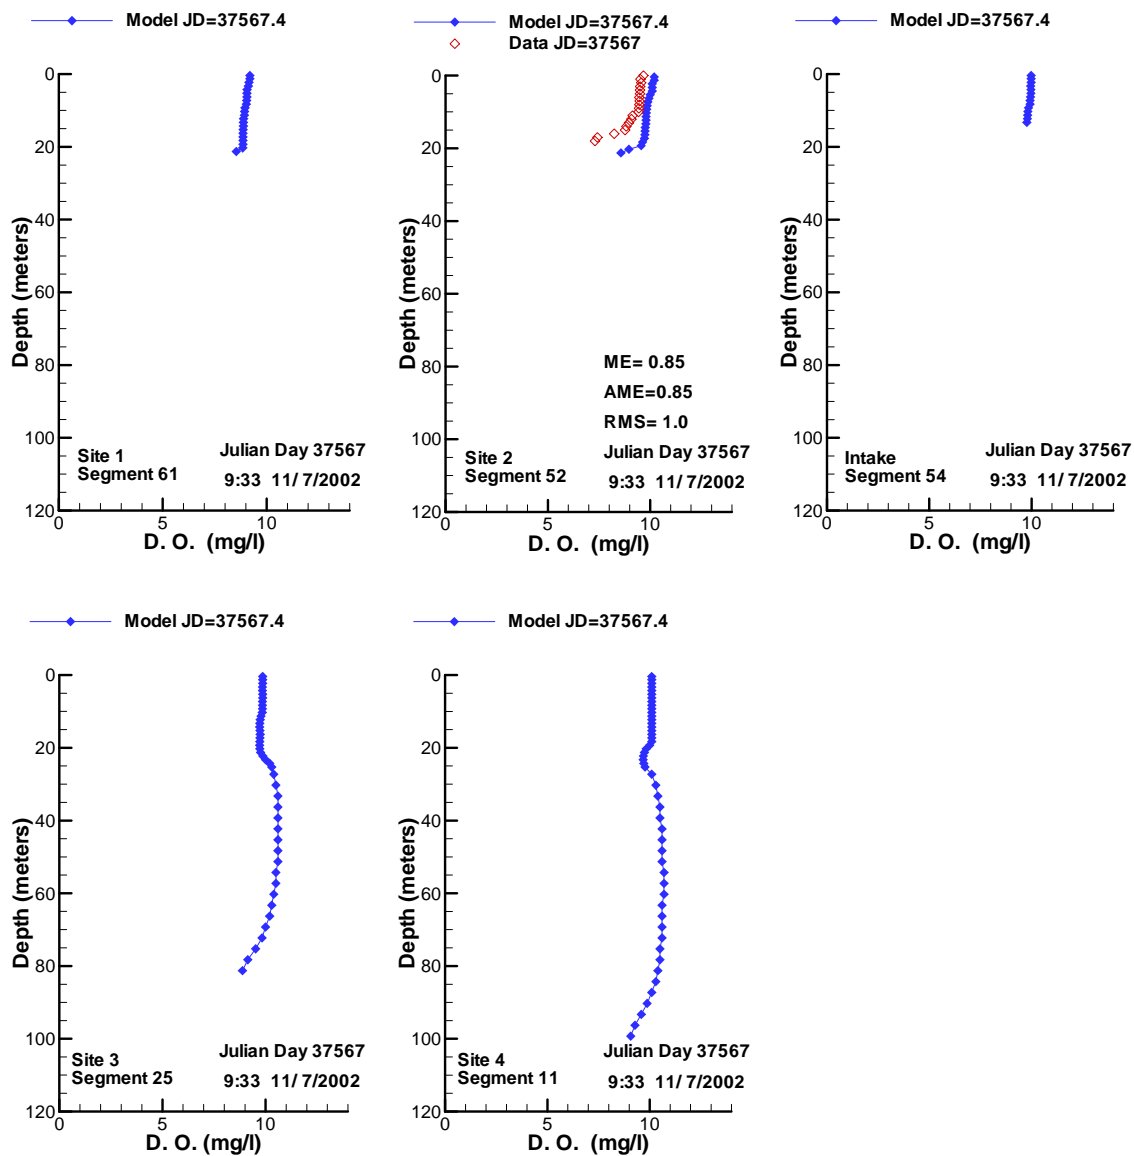 Model JD=37567.4
0
20
40
60
80
100
120
Depth (meters)
Site 1
Segment 61
Julian Day 37567
9:33 11/ 7/2002
0 5 10
D. O. (mg/l)
Model JD=37567.4
Data JD=37567
0
20
40
60
80
100
120
Depth (meters)
ME= 0.85
AME=0.85
RMS= 1.0
Site 2
Segment 52
Julian Day 37567
9:33 11/ 7/2002
0 5 10
D. O. (mg/l)
Model JD=37567.4
0
20
40
60
80
100
120
Depth (meters)
Intake
Segment 54
Julian Day 37567
9:33 11/ 7/2002
0 5 10
D. O. (mg/l)
Model JD=37567.4
0
20
40
60
80
100
120
Depth (meters)
Site 3
Segment 25
Julian Day 37567
9:33 11/ 7/2002
0 5 10
D. O. (mg/l)
Model JD=37567.4
0
20
40
60
80
100
120
Depth (meters)
Site 4
Segment 11
Julian Day 37567
9:33 11/ 7/2002
0 5 10
D. O. (mg/l)